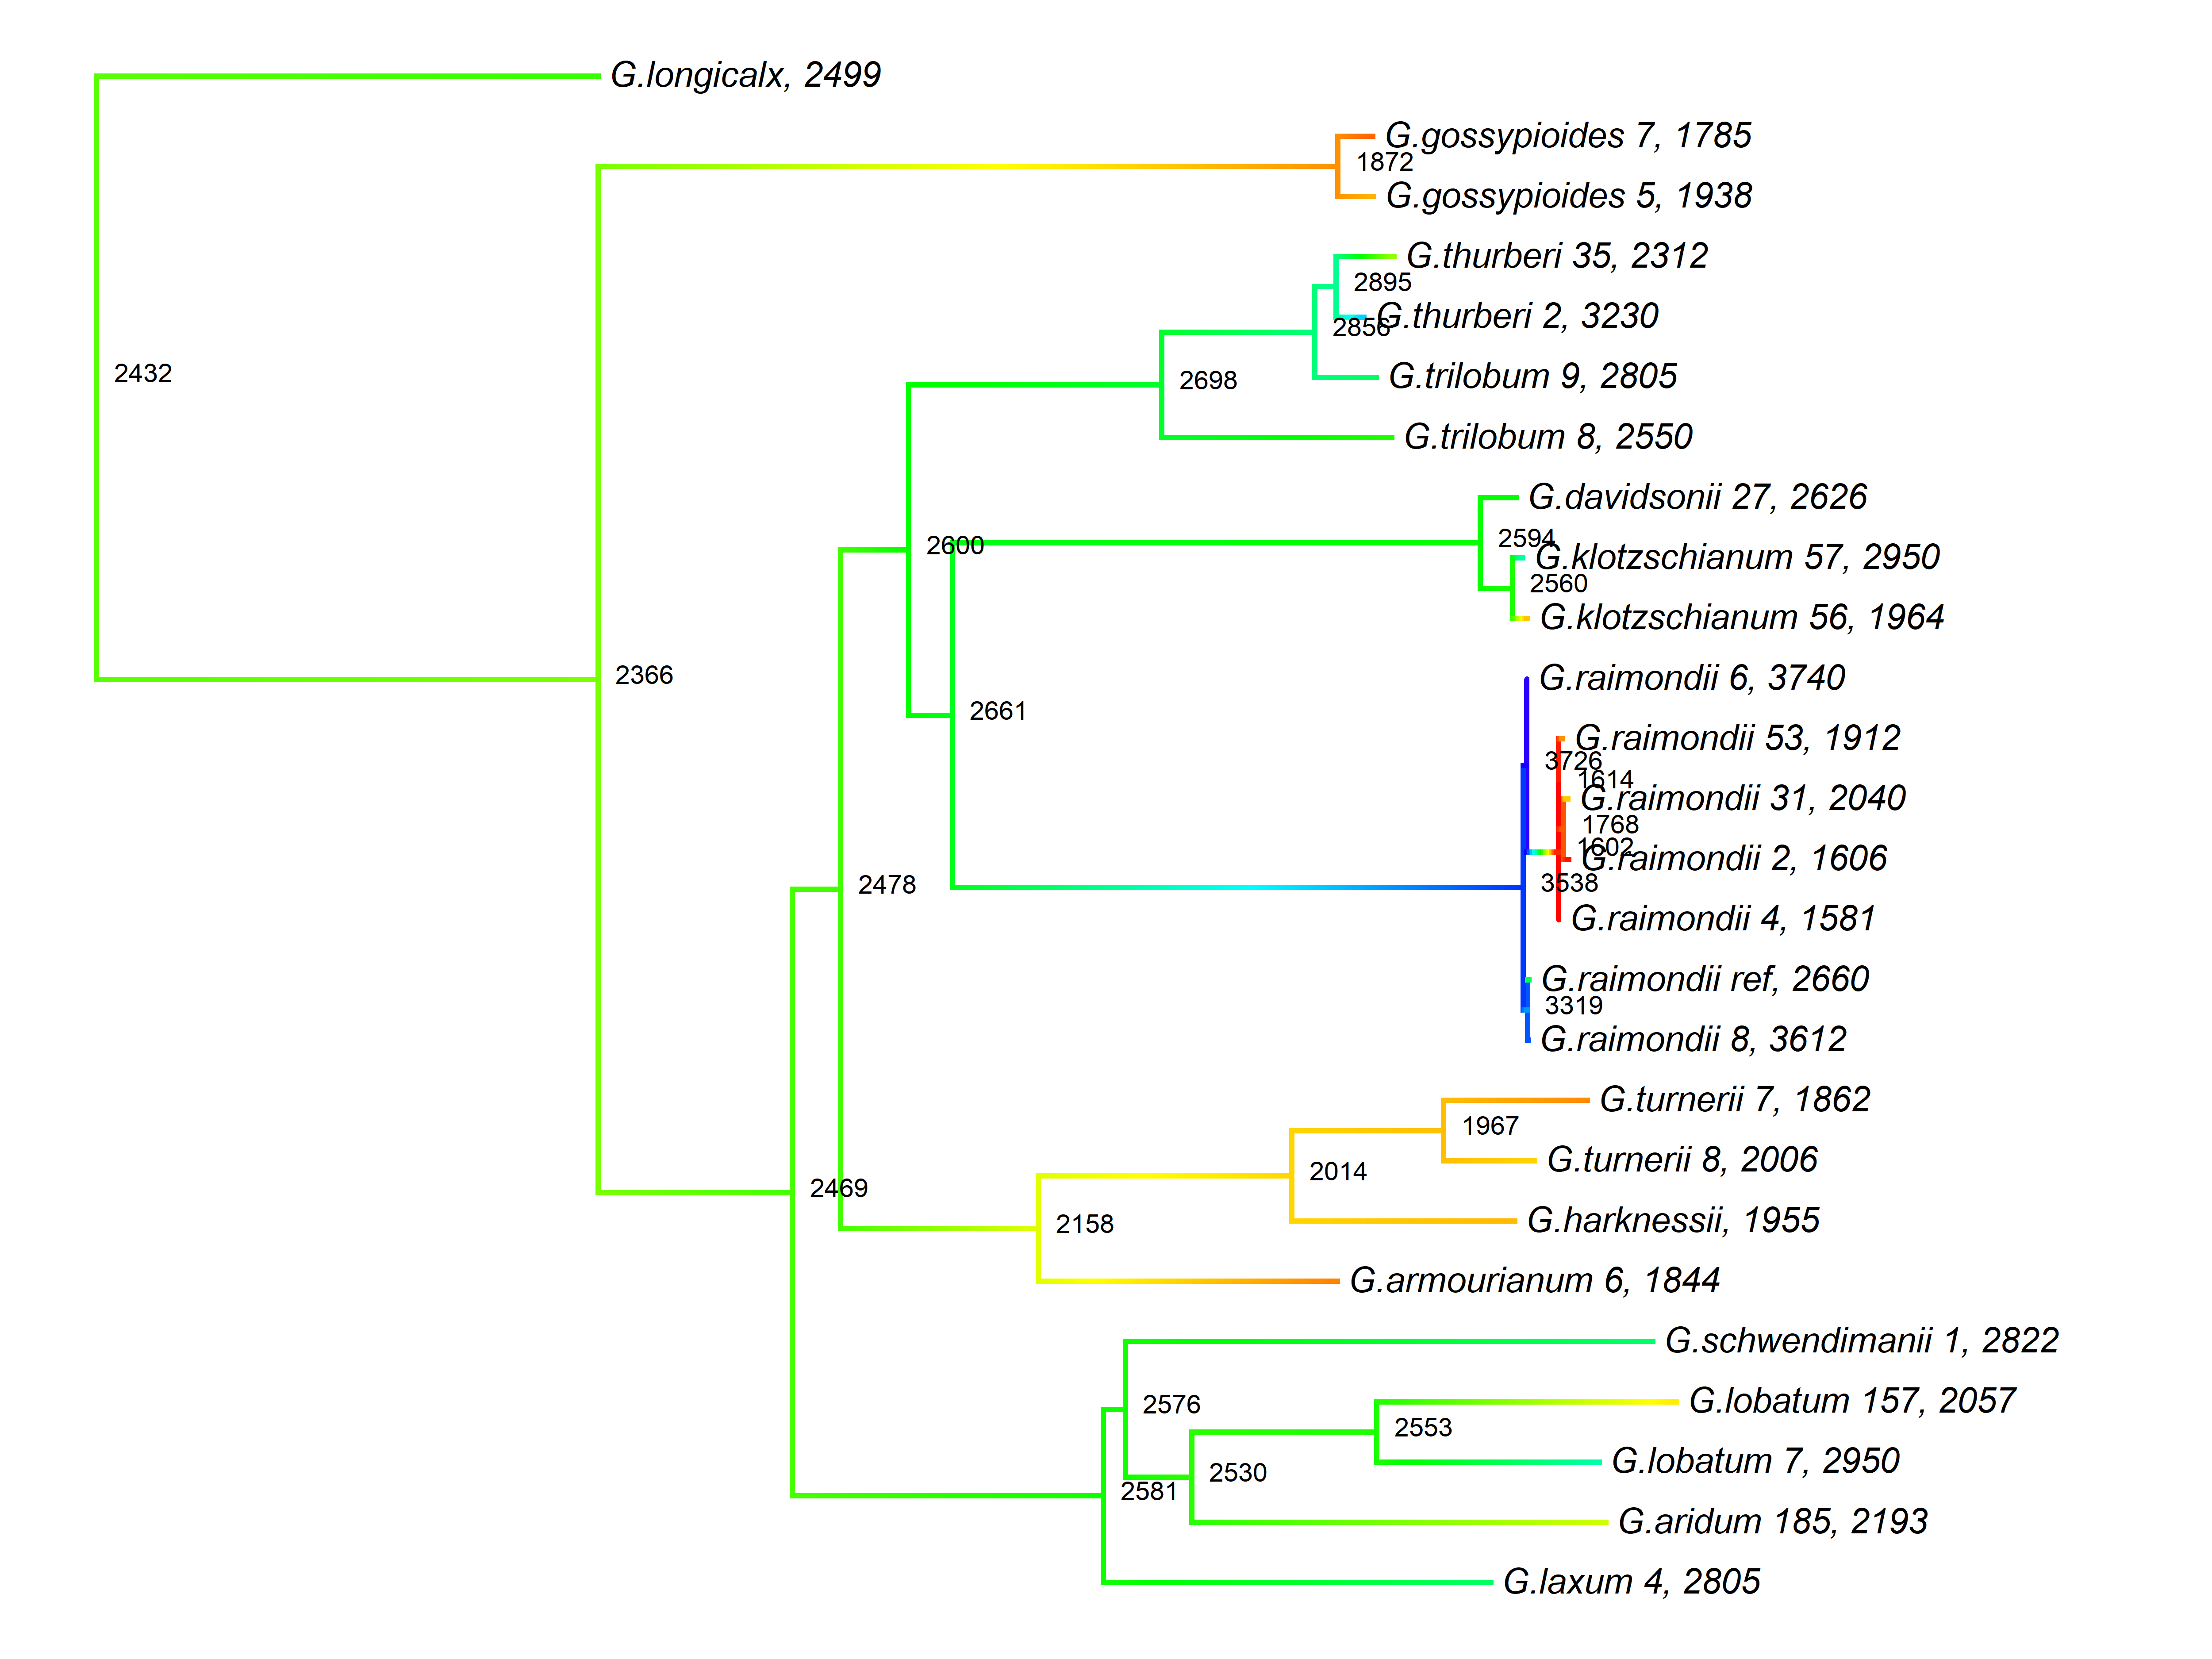 G.longicalx, 2499
G.gossypioides 7, 1785
1872
G.gossypioides 5, 1938
G.thurberi 35, 2312
2895
G.thurberi 2, 3230
2856
2432
G.trilobum 9, 2805
2698
G.trilobum 8, 2550
G.davidsonii 27, 2626
2594
2600
G.klotzschianum 57, 2950
2560
G.klotzschianum 56, 1964
2366
G.raimondii 6, 3740
2661
G.raimondii 53, 1912
3726
1614
G.raimondii 31, 2040
1768
1602
G.raimondii 2, 1606
2478
3538
G.raimondii 4, 1581
G.raimondii ref, 2660
3319
G.raimondii 8, 3612
G.turnerii 7, 1862
1967
G.turnerii 8, 2006
2014
2469
G.harknessii, 1955
2158
G.armourianum 6, 1844
G.schwendimanii 1, 2822
2576
G.lobatum 157, 2057
2553
G.lobatum 7, 2950
2530
2581
G.aridum 185, 2193
G.laxum 4, 2805